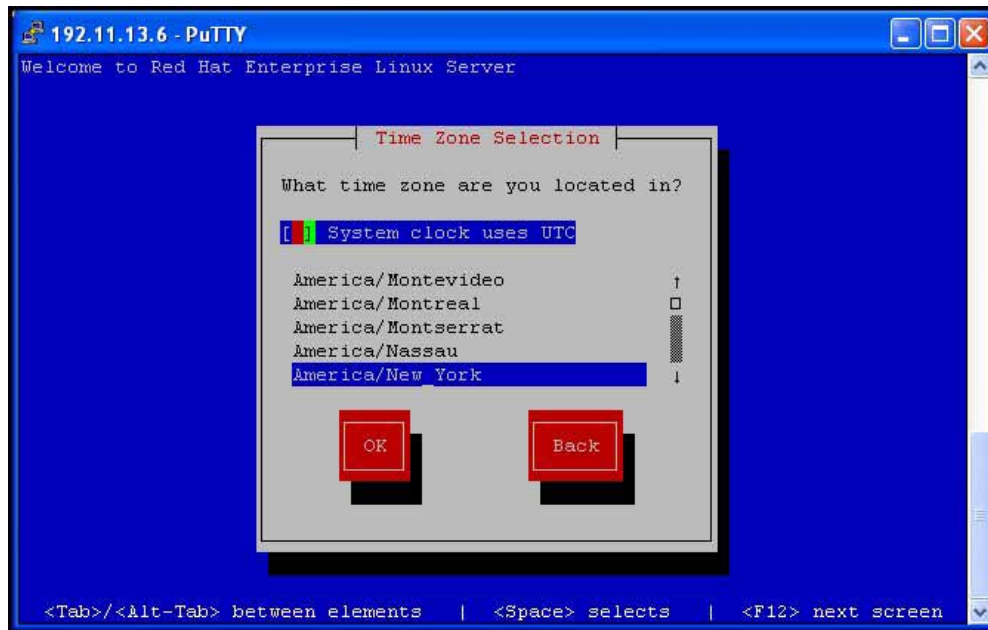 192.11.13.6 - PuTTY
Welcome to Red Hat Enterprise Linux Server
Time Zone Selection
What time zone are you located in?
[ ] System clock uses UTC
America/Montevideo
America/Montreal
America/Montserrat
America/Nassau
America/New_York
OK Back
<Tab>/<Alt-Tab> between elements | <Space> selects | <F12> next screen